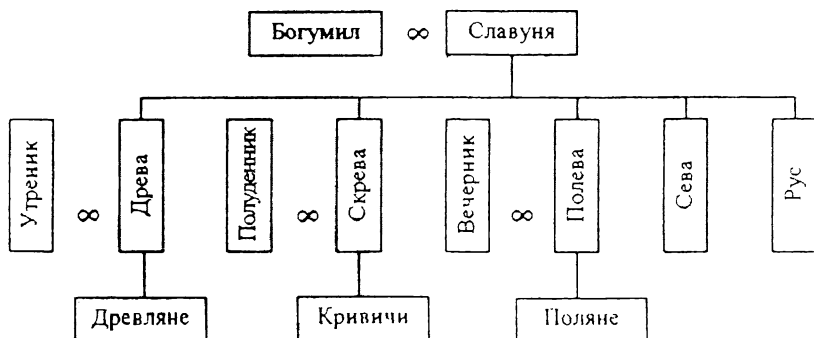 Богумил ∞ Славуня
Утреник ∞ Древа
Полуденник ∞ Скрева
Вечерник ∞ Полева
Сева
Рус
Древляне
Кривичи
Поляне